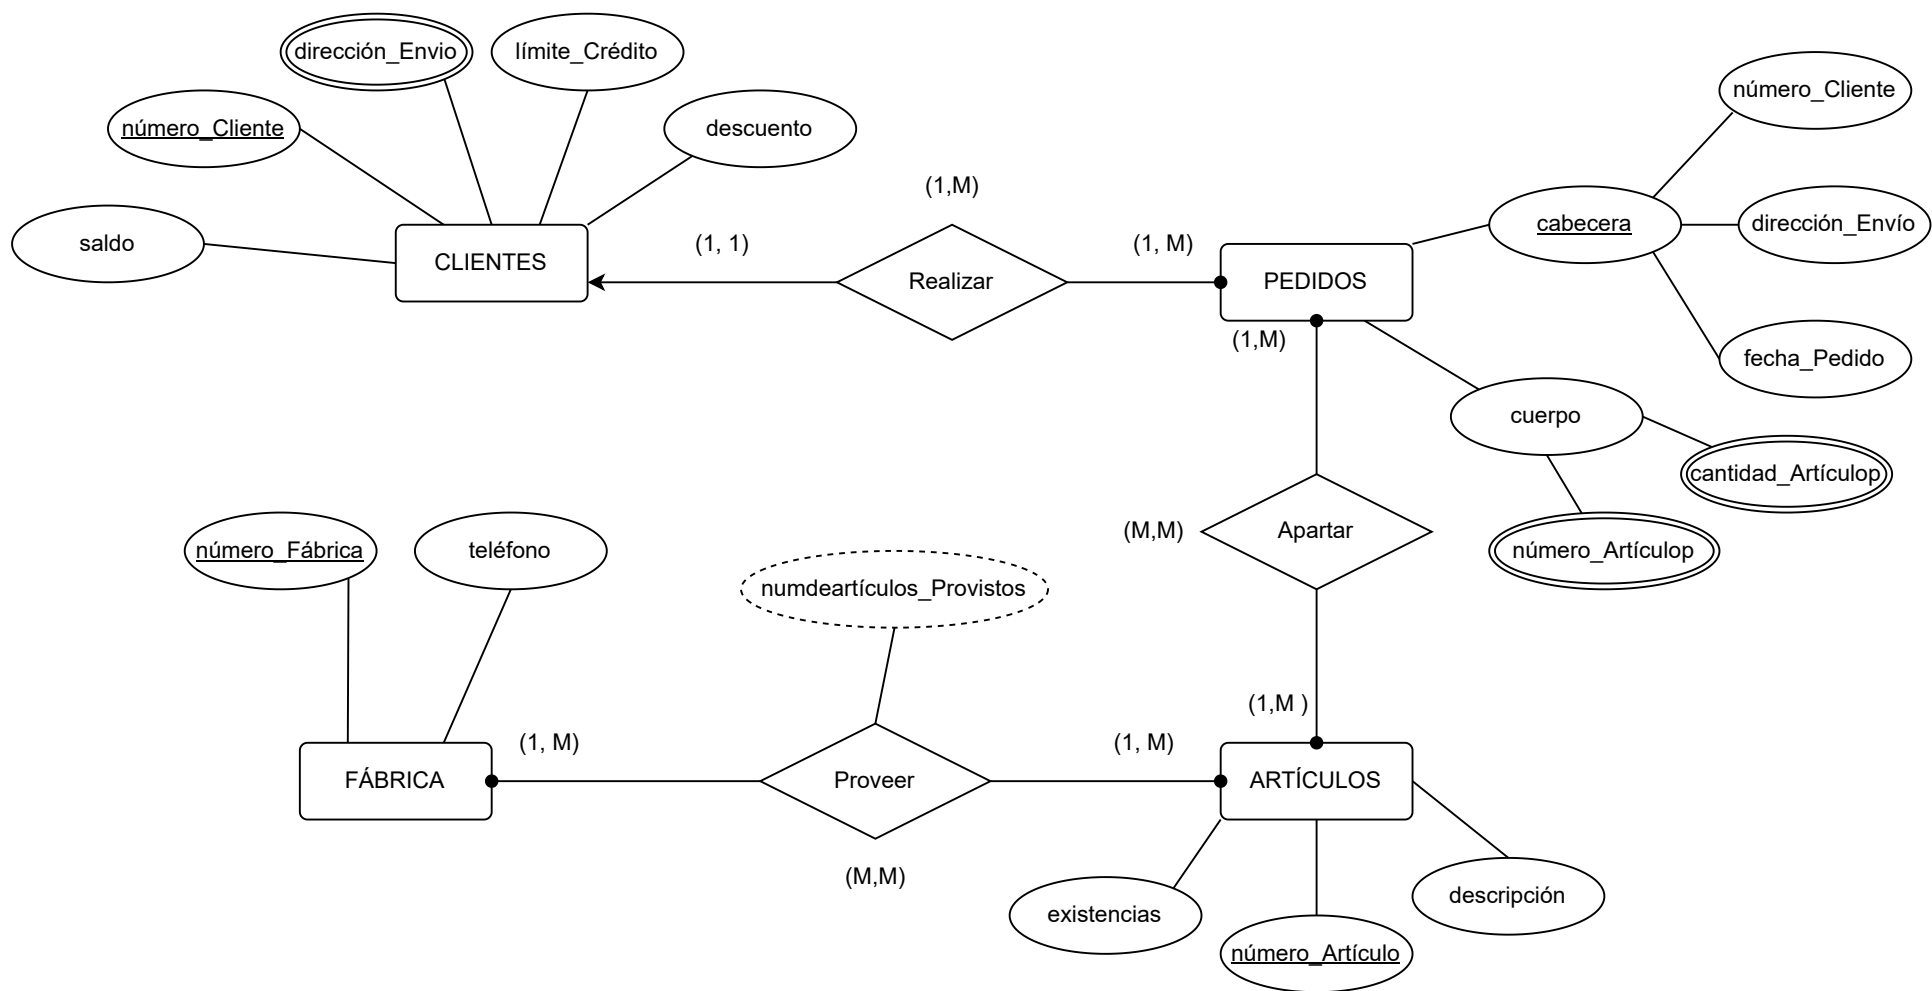 dirección_Envio
límite_Crédito
número_Cliente
número_Cliente
descuento
(1,M)
saldo
CLIENTES
(1, 1)
Realizar
(1, M)
PEDIDOS
cabecera
dirección_Envío
(1,M)
fecha_Pedido
cuerpo
cantidad_Artículop
(M,M)
Apartar
número_Artículop
número_Fábrica
teléfono
numdeartículos_Provistos
(1,M )
(1, M)
(1, M)
FÁBRICA
Proveer
ARTÍCULOS
(M,M)
existencias
descripción
número_Artículo